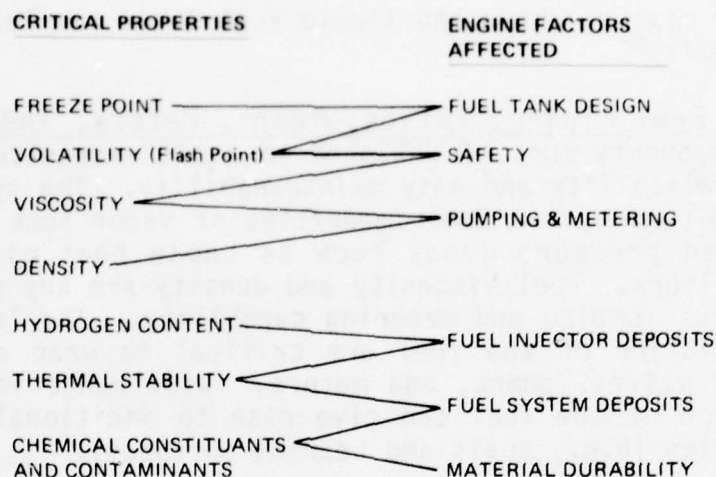 CRITICAL PROPERTIES
ENGINE FACTORS
AFFECTED
FREEZE POINT
FUEL TANK DESIGN
VOLATILITY (Flash Point)
SAFETY
VISCOSITY
PUMPING & METERING
DENSITY
HYDROGEN CONTENT
FUEL INJECTOR DEPOSITS
THERMAL STABILITY
FUEL SYSTEM DEPOSITS
CHEMICAL CONSTITUANTS
AND CONTAMINANTS
MATERIAL DURABILITY